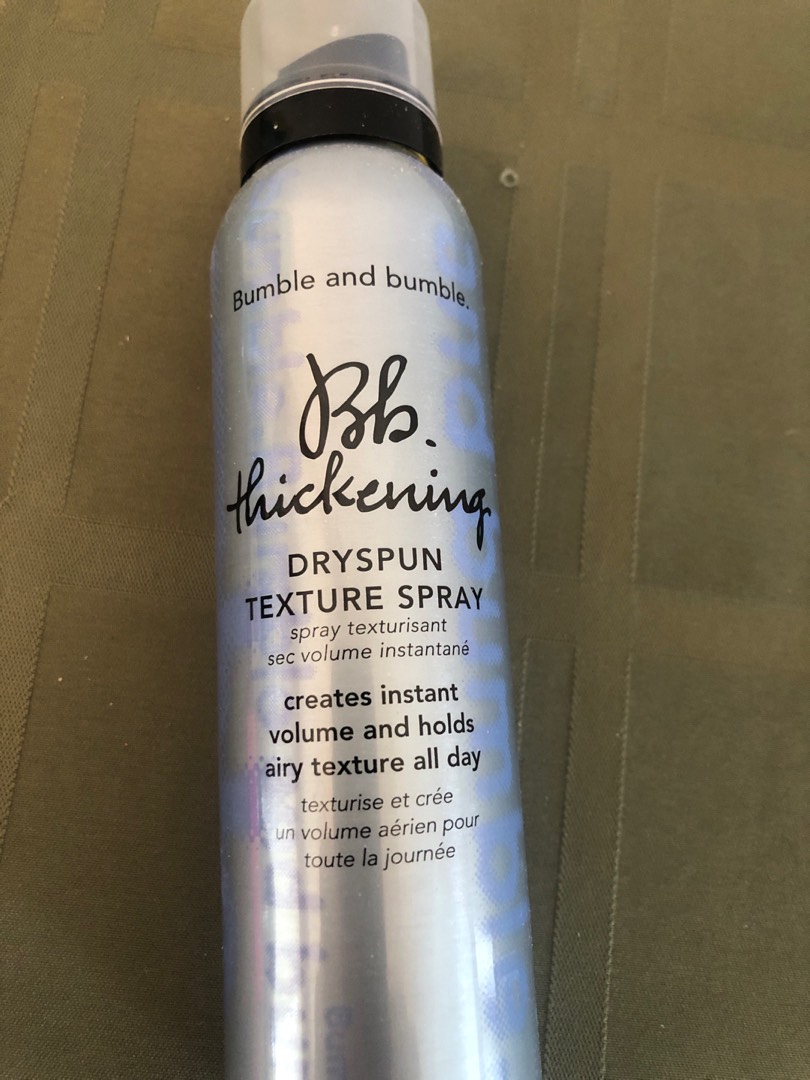 Bumble and bumble.
Bb.
thickening
DRYSPUN
TEXTURE SPRAY
spray texturisant
sec volume instantané
creates instant
volume and holds
airy texture all day
texturise et crée
un volume aérien pour
toute la journée